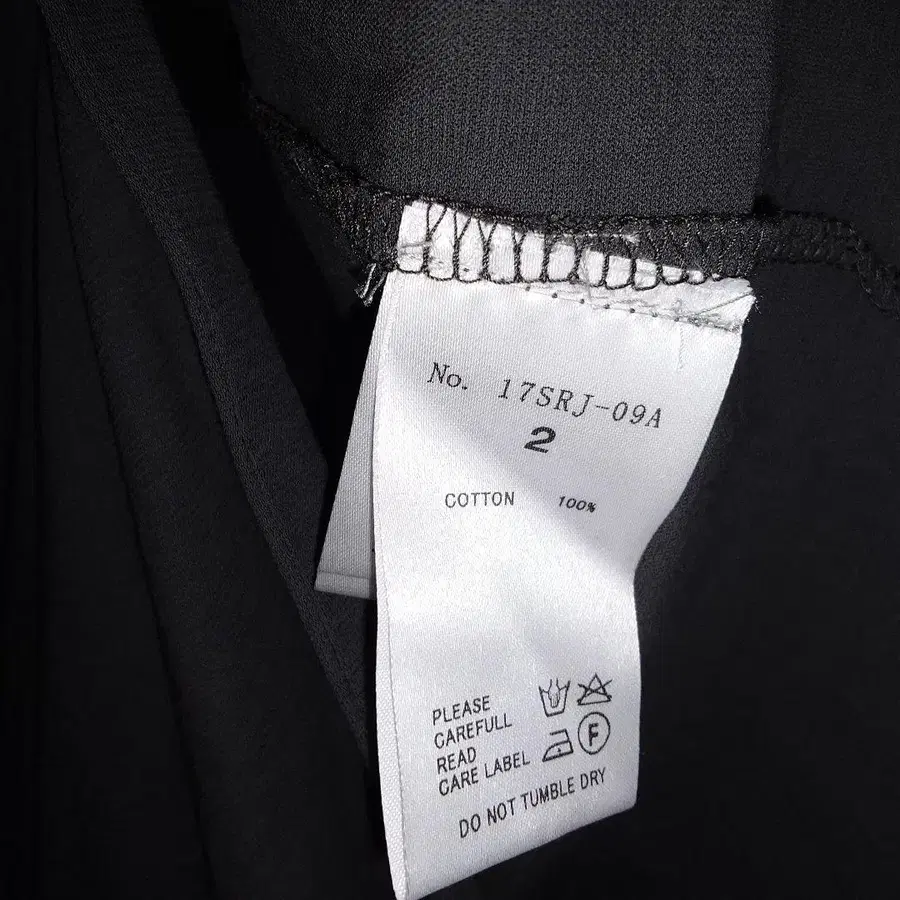 No. 17SRJ-09A
2
COTTON 100%
PLEASE
CAREFULL
READ
CARE LABEL
F
DO NOT TUMBLE DRY